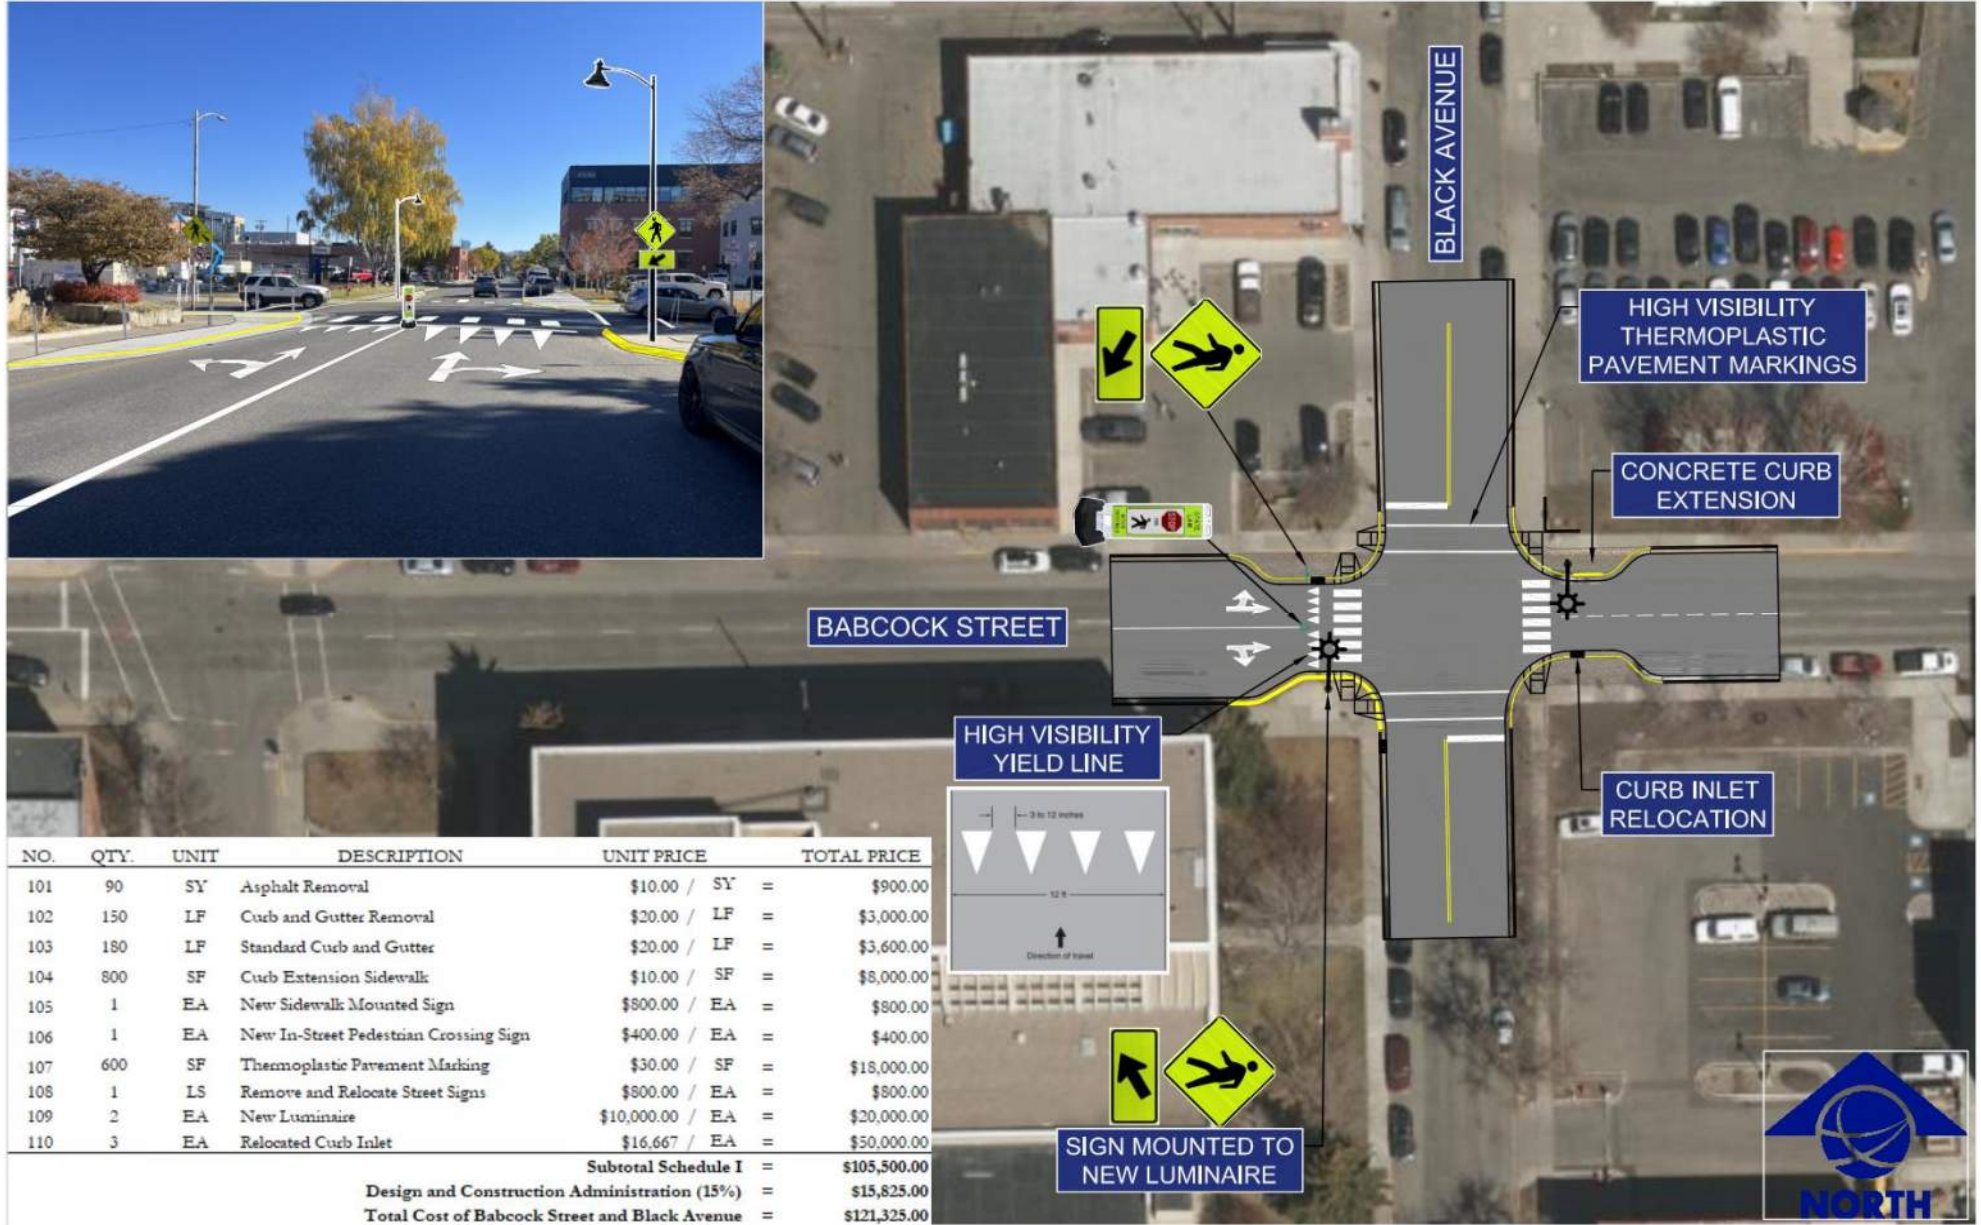 BLACK AVENUE
HIGH VISIBILITY
THERMOPLASTIC
PAVEMENT MARKINGS
CONCRETE CURB
EXTENSION
STOP
BABCOCK STREET
HIGH VISIBILITY
YIELD LINE
3 to 12 inches
12 ft
Direction of travel
CURB INLET
RELOCATION
SIGN MOUNTED TO
NEW LUMINAIRE
NORTH
NO. QTY. UNIT DESCRIPTION UNIT PRICE TOTAL PRICE
101 90 SY Asphalt Removal $10.00 / SY = $900.00
102 150 LF Curb and Gutter Removal $20.00 / LF = $3,000.00
103 180 LF Standard Curb and Gutter $20.00 / LF = $3,600.00
104 800 SF Curb Extension Sidewalk $10.00 / SF = $8,000.00
105 1 EA New Sidewalk Mounted Sign $800.00 / EA = $800.00
106 1 EA New In-Street Pedestrian Crossing Sign $400.00 / EA = $400.00
107 600 SF Thermoplastic Pavement Marking $30.00 / SF = $18,000.00
108 1 LS Remove and Relocate Street Signs $800.00 / EA = $800.00
109 2 EA New Luminaire $10,000.00 / EA = $20,000.00
110 3 EA Relocated Curb Inlet $16,667 / EA = $50,000.00
Subtotal Schedule I = $105,500.00
Design and Construction Administration (15%) = $15,825.00
Total Cost of Babcock Street and Black Avenue = $121,325.00